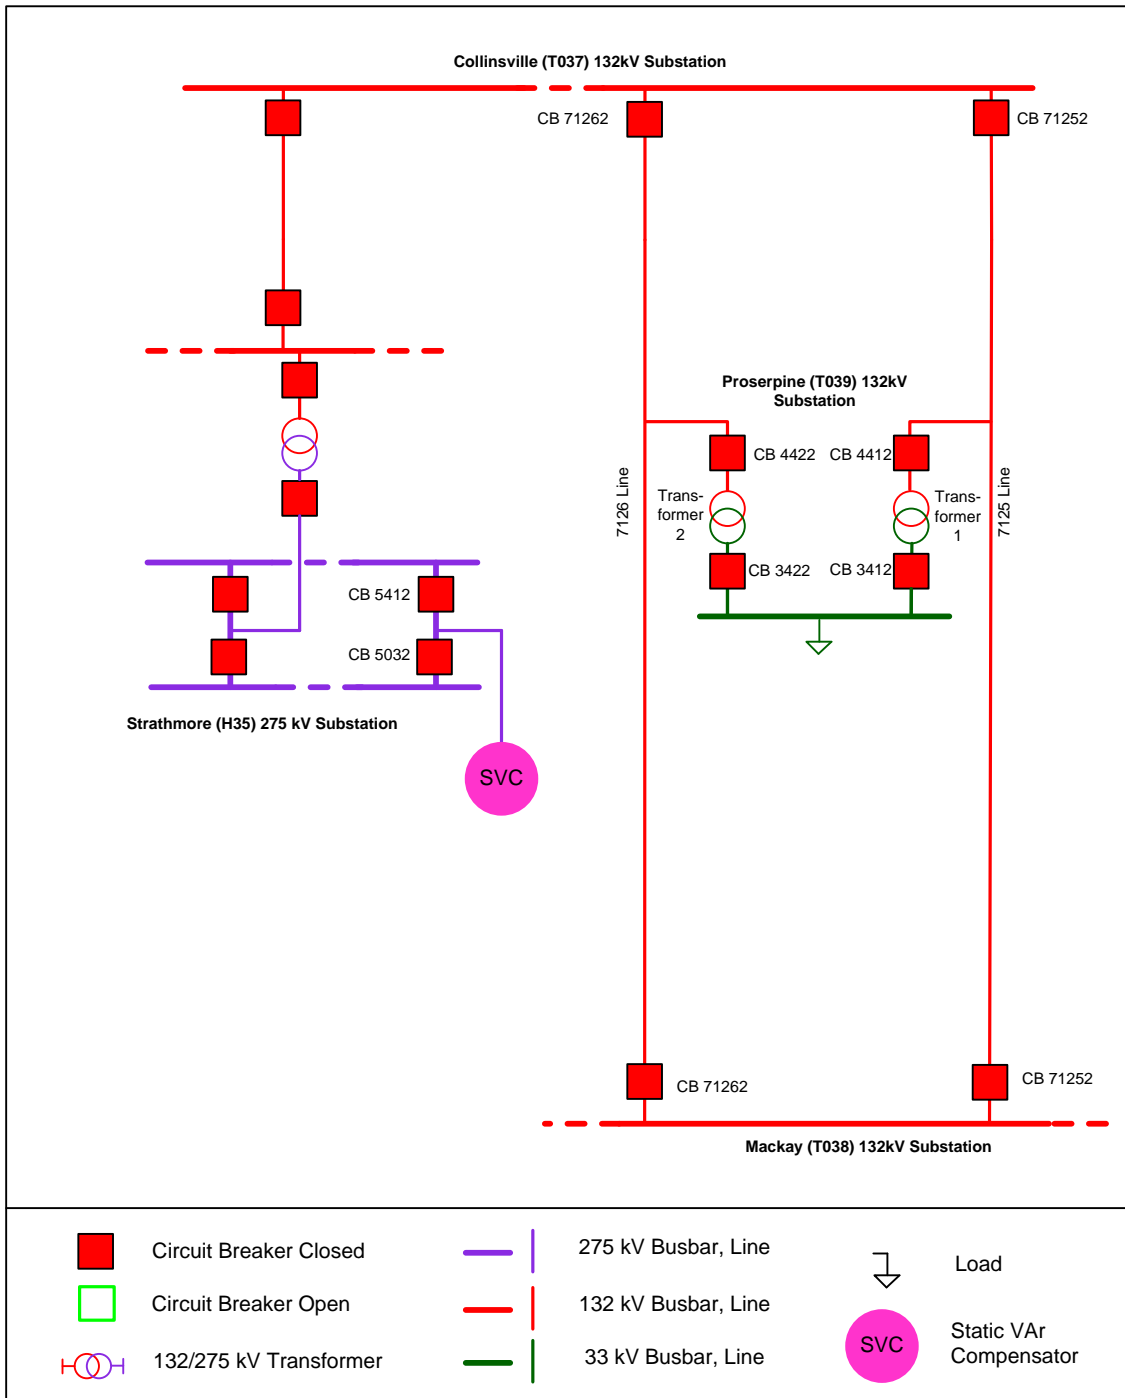 Collinsville (T037) 132kV Substation
CB 71262
CB 71252
Proserpine (T039) 132kV
Substation
CB 4422
CB 4412
Trans-
former
2
Trans-
former
1
7126 Line
7125 Line
CB 3422
CB 3412
CB 5412
CB 5032
Strathmore (H35) 275 kV Substation
SVC
CB 71262
CB 71252
Mackay (T038) 132kV Substation
Circuit Breaker Closed
275 kV Busbar, Line
Load
Circuit Breaker Open
132 kV Busbar, Line
SVC
Static VAr
Compensator
132/275 kV Transformer
33 kV Busbar, Line